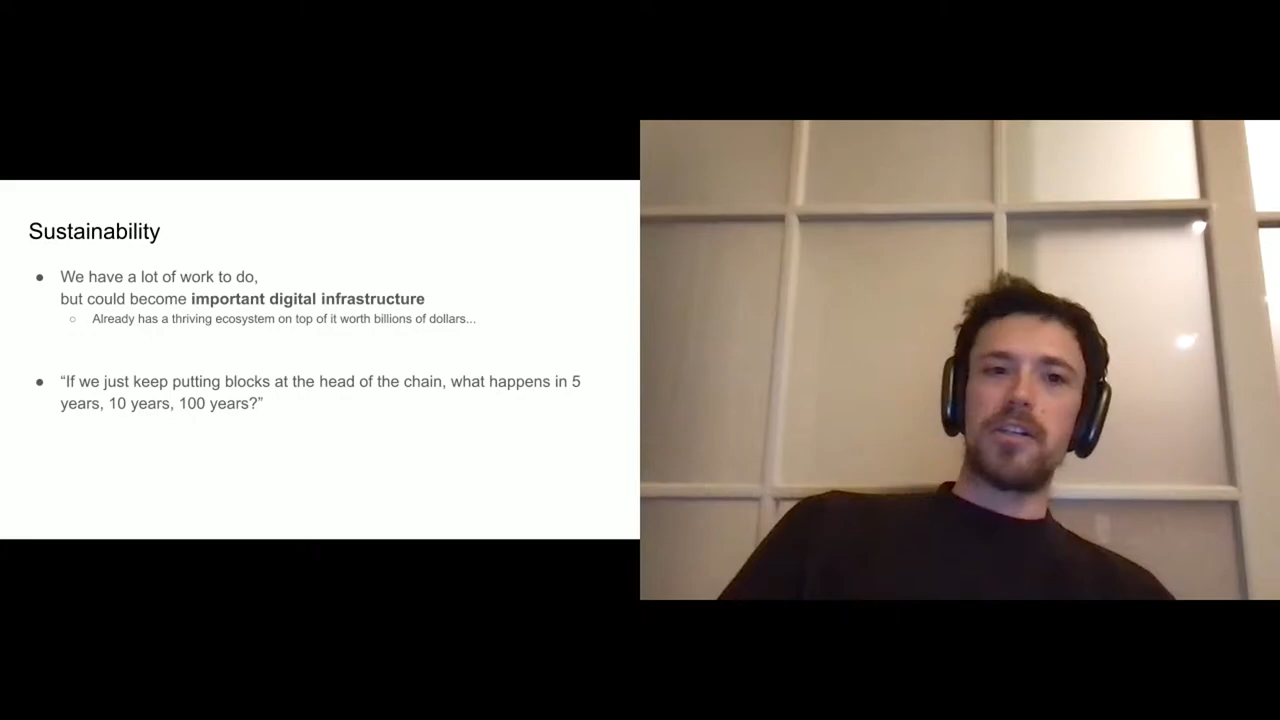 Sustainability
● We have a lot of work to do,
but could become important digital infrastructure
○ Already has a thriving ecosystem on top of it worth billions of dollars...
● “If we just keep putting blocks at the head of the chain, what happens in 5
years, 10 years, 100 years?”